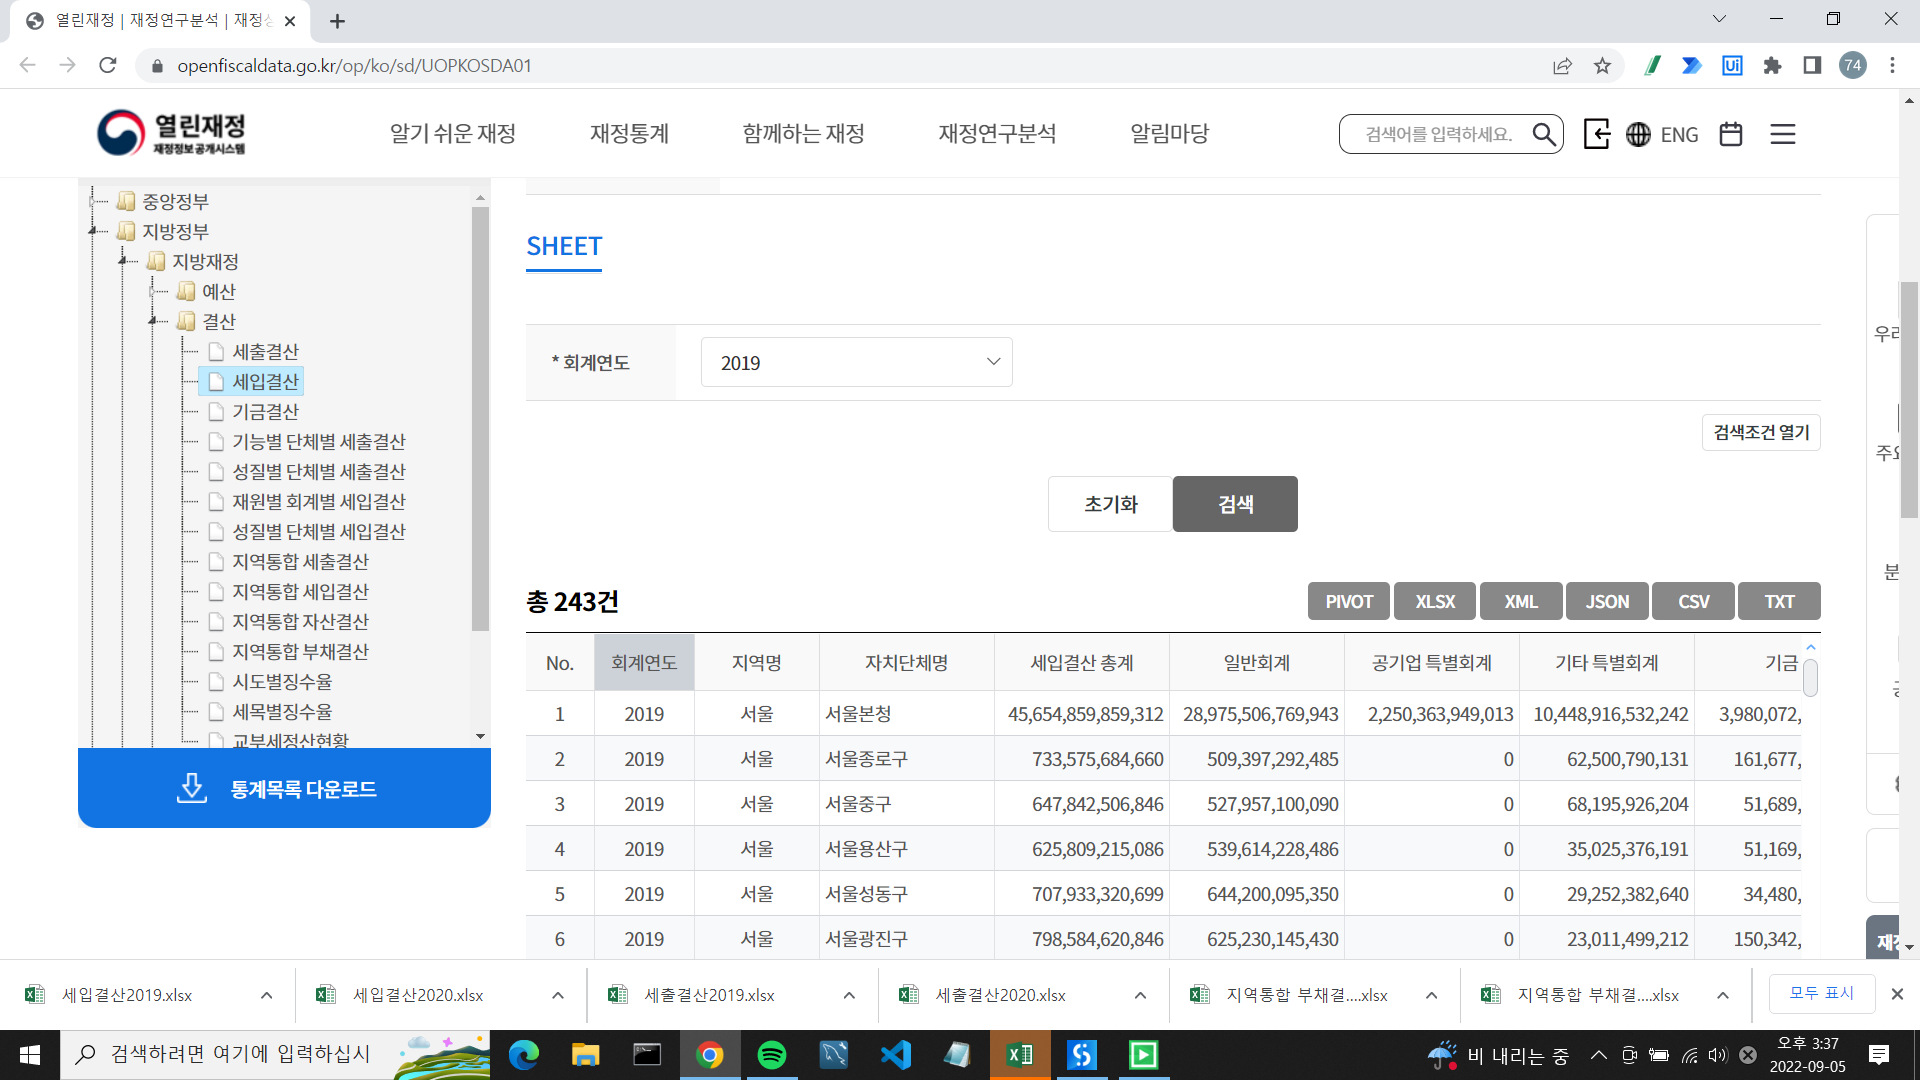 열린재정 | 재정연구분석 | 재정상
openfiscaldata.go.kr/op/ko/sd/UOPKOSDA01
Ui
74
열린재정
재정정보공개시스템
알기 쉬운 재정
재정통계
함께하는 재정
재정연구분석
알림마당
검색어를 입력하세요.
ENG
중앙정부
지방정부
지방재정
예산
결산
세출결산
세입결산
기금결산
기능별 단체별 세출결산
성질별 단체별 세출결산
재원별 회계별 세입결산
성질별 단체별 세입결산
지역통합 세출결산
지역통합 세입결산
지역통합 자산결산
지역통합 부채결산
시도별징수율
세목별징수율
교부세정산현황
통계목록 다운로드
SHEET
* 회계연도
2019
검색조건 열기
초기화
검색
총 243건
PIVOT XLSX XML JSON CSV TXT
No. 회계연도 지역명 자치단체명 세입결산 총계 일반회계 공기업 특별회계 기타 특별회계 기금
1 2019 서울 서울본청 45,654,859,859,312 28,975,506,769,943 2,250,363,949,013 10,448,916,532,242 3,980,072,
2 2019 서울 서울종로구 733,575,684,660 509,397,292,485 0 62,500,790,131 161,677,
3 2019 서울 서울중구 647,842,506,846 527,957,100,090 0 68,195,926,204 51,689,
4 2019 서울 서울용산구 625,809,215,086 539,614,228,486 0 35,025,376,191 51,169,
5 2019 서울 서울성동구 707,933,320,699 644,200,095,350 0 29,252,382,640 34,480,
6 2019 서울 서울광진구 798,584,620,846 625,230,145,430 0 23,011,499,212 150,342,
우리
주요
분
세입결산2019.xlsx
세입결산2020.xlsx
세출결산2019.xlsx
세출결산2020.xlsx
지역통합 부채결....xlsx
지역통합 부채결....xlsx
모두 표시
검색하려면 여기에 입력하십시
비 내리는 중
오후 3:37
2022-09-05